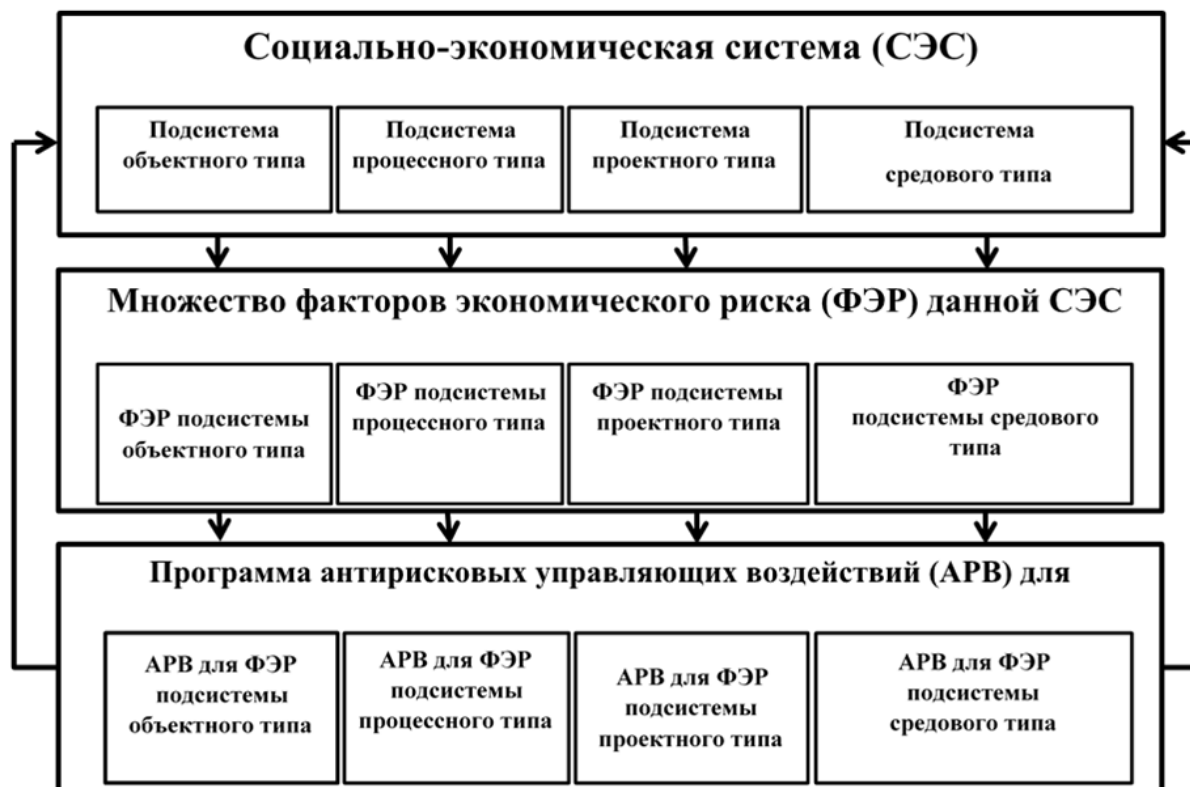 Социально-экономическая система (СЭС)
Подсистема
объектного типа
Подсистема
процессного типа
Подсистема
проектного типа
Подсистема
средового типа
Множество факторов экономического риска (ФЭР) данной СЭС
ФЭР подсистемы
объектного типа
ФЭР подсистемы
процессного типа
ФЭР подсистемы
проектного типа
ФЭР
подсистемы средового
типа
Программа антирисковых управляющих воздействий (АРВ) для
АРВ для ФЭР
подсистемы
объектного типа
АРВ для ФЭР
подсистемы
процессного типа
АРВ для ФЭР
подсистемы
проектного типа
АРВ для ФЭР
подсистемы
средового типа